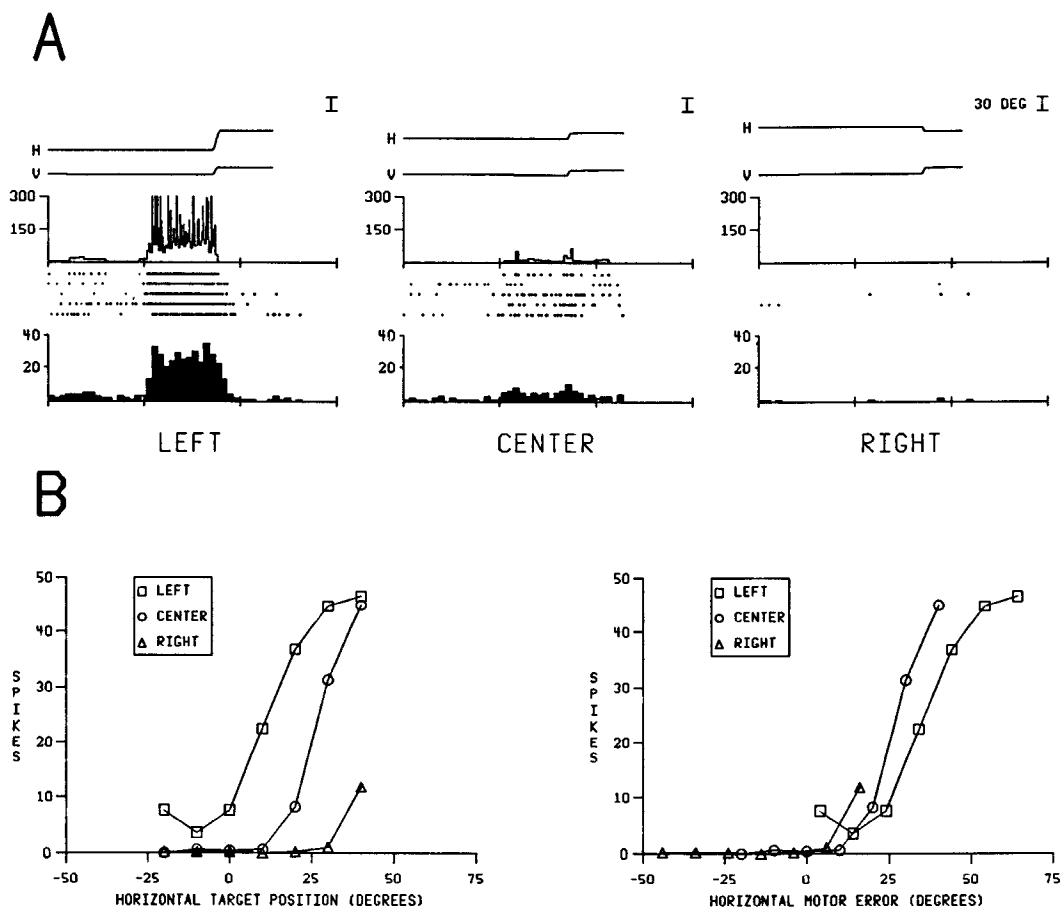 A
30 DEG
H
V
300
150
40
20
LEFT
H
V
300
150
40
20
CENTER
H
V
300
150
40
20
RIGHT
B
50
40
30
20
10
0
SPIKES
LEFT
CENTER
RIGHT
-50
-25
0
25
50
75
HORIZONTAL TARGET POSITION (DEGREES)
50
40
30
20
10
0
SPIKES
LEFT
CENTER
RIGHT
-50
-25
0
25
50
75
HORIZONTAL MOTOR ERROR (DEGREES)